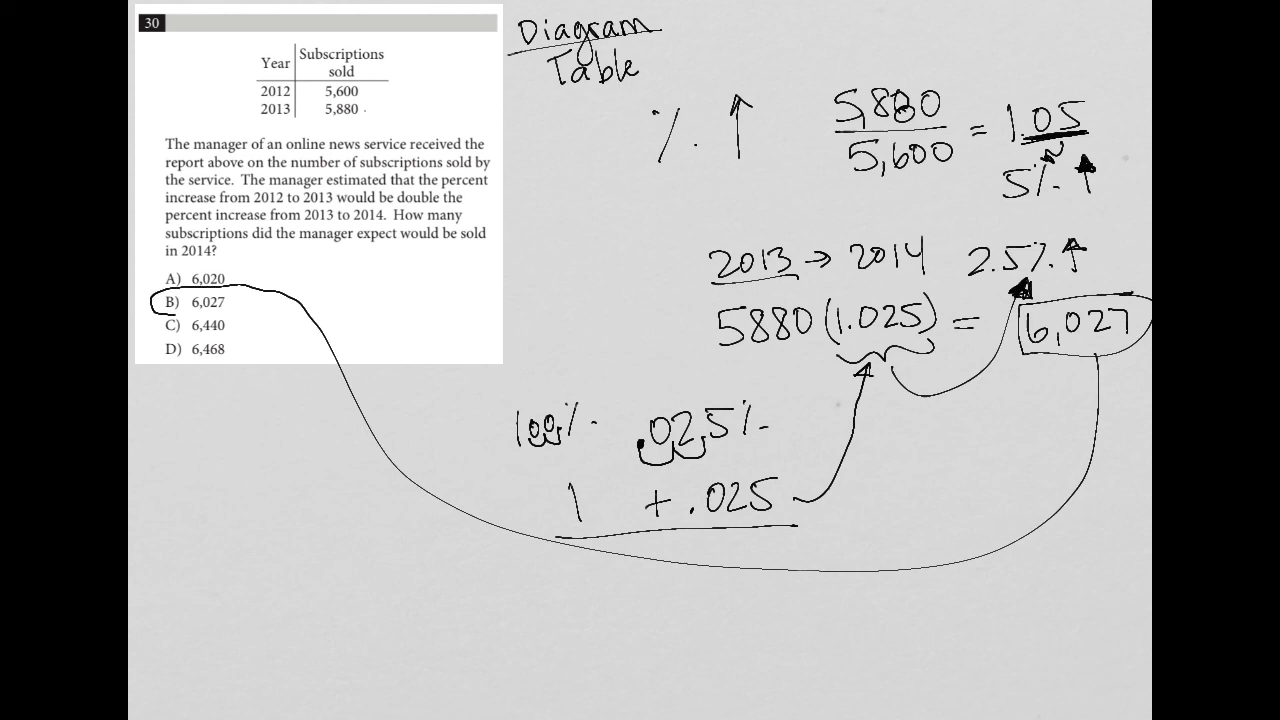 30
Year Subscriptions sold
2012 5,600
2013 5,880
The manager of an online news service received the
report above on the number of subscriptions sold by
the service. The manager estimated that the percent
increase from 2012 to 2013 would be double the
percent increase from 2013 to 2014. How many
subscriptions did the manager expect would be sold
in 2014?
A) 6,020
B) 6,027
C) 6,440
D) 6,468
Diagram
Table
% ↑
5,880
5,600
= 1.05
5% ↑
2013 → 2014 2.5% ↑
5880 (1.025) = 6,027
100% .025%
1 + .025